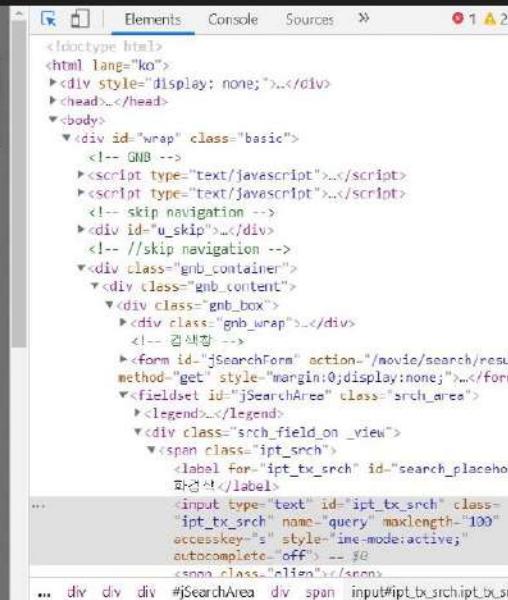 Elements Console Sources » 1 2
<!doctype html>
<html lang="ko">
<div style="display: none;">…</div>
<head>…</head>
<body>
<div id="wrap" class="basic">
<!-- GNB -->
<script type="text/javascript">…</script>
<script type="text/javascript">…</script>
<!-- skip navigation -->
<div id="u_skip">…</div>
<!-- //skip navigation -->
<div class="gnb_container">
<div class="gnb_content">
<div class="gnb_box">
<div class="gnb_wrap">…</div>
<!-- 검색창 -->
<form id="jSearchForm" action="/movie/search/resu
method="get" style="margin:0;display:none;">…</for
<fieldset id="jSearchArea" class="srch_area">
<legend>…</legend>
<div class="srch_field_on _view">
<span class="ipt_srch">
<label for="ipt_tx_srch" id="search_placeho
화검색</label>
… <input type="text" id="ipt_tx_srch" class=
"ipt_tx_srch" name="query" maxlength="100"
accesskey="s" style="ime-mode:active;"
autocomplete="off"> == $0
<span class="align"></span>
… div div div #jSearchArea div span input#ipt_tx_srch.ipt_tx_src